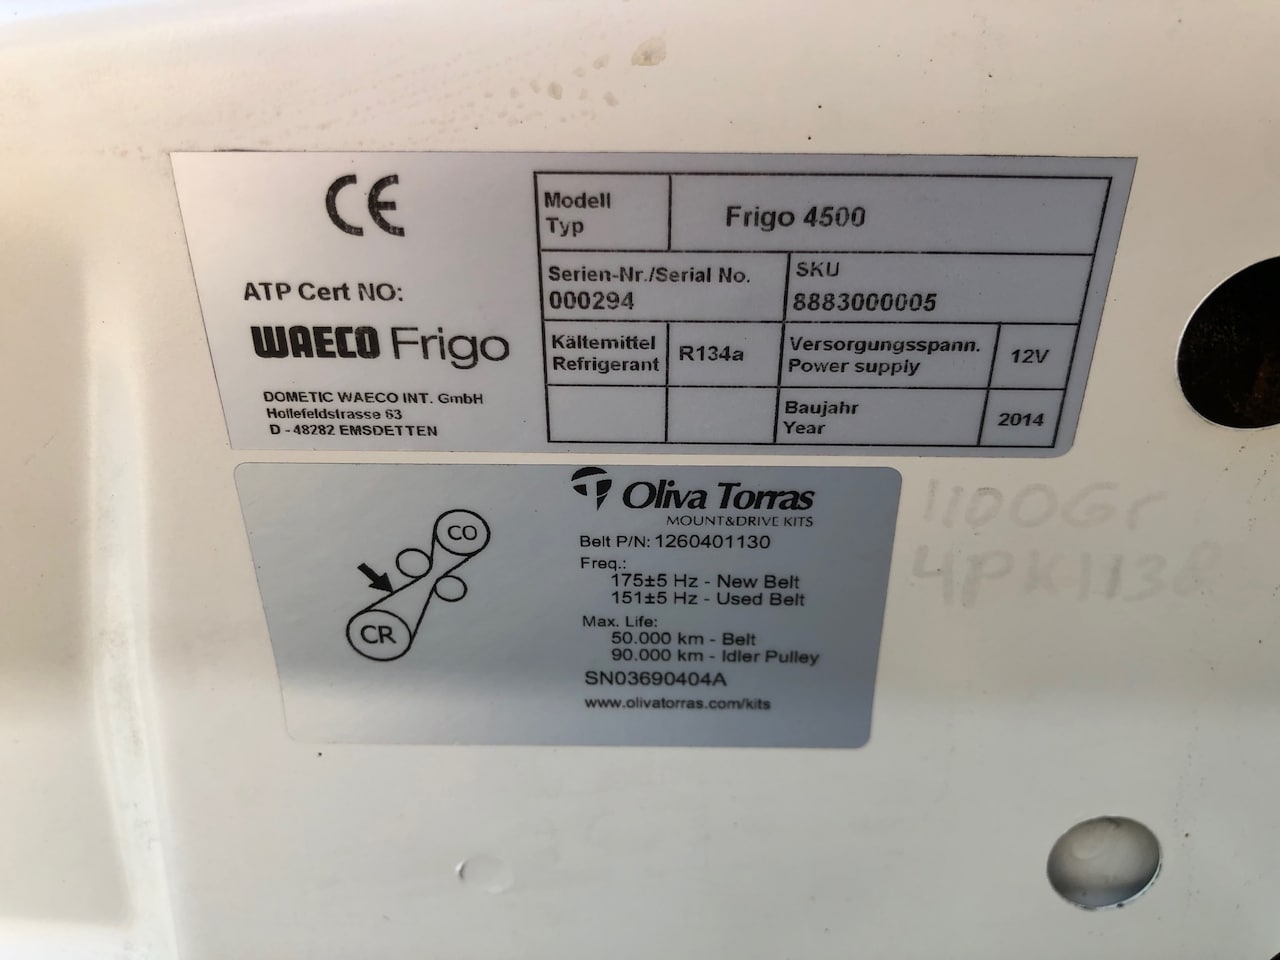 CE
ATP Cert NO:
WAECO Frigo
DOMETIC WAECO INT. GmbH
Hollefeldstrasse 63
D - 48282 EMSDETTEN
Modell
Typ
Frigo 4500
Serien-Nr./Serial No.
000294
SKU
8883000005
Kältemittel
Refrigerant
R134a
Versorgungsspann.
Power supply
12V
Baujahr
Year
2014
CO
CR
Oliva Torras
MOUNT&DRIVE KITS
Belt P/N: 1260401130
Freq.:
175±5 Hz - New Belt
151±5 Hz - Used Belt
Max. Life:
50.000 km - Belt
90.000 km - Idler Pulley
SN03690404A
www.olivatorras.com/kits
1100Gr